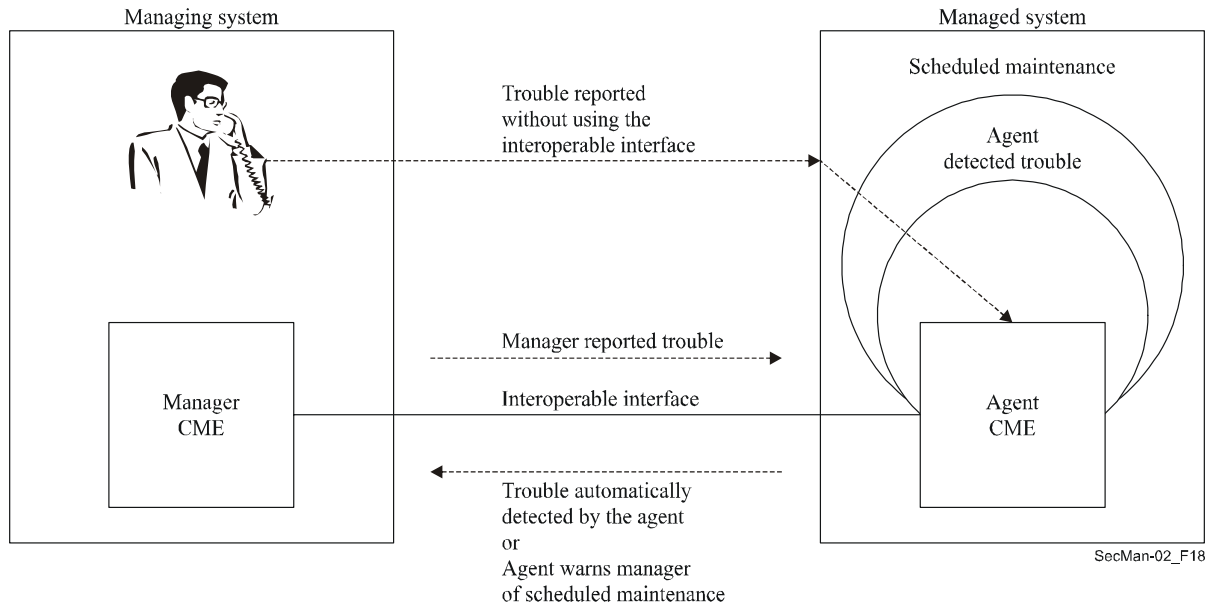 Managing system
Managed system
Scheduled maintenance
Trouble reported
without using the
interoperable interface
Agent
detected trouble
Manager reported trouble
Interoperable interface
Manager
CME
Agent
CME
Trouble automatically
detected by the agent
or
Agent warns manager
of scheduled maintenance
SecMan-02_F18